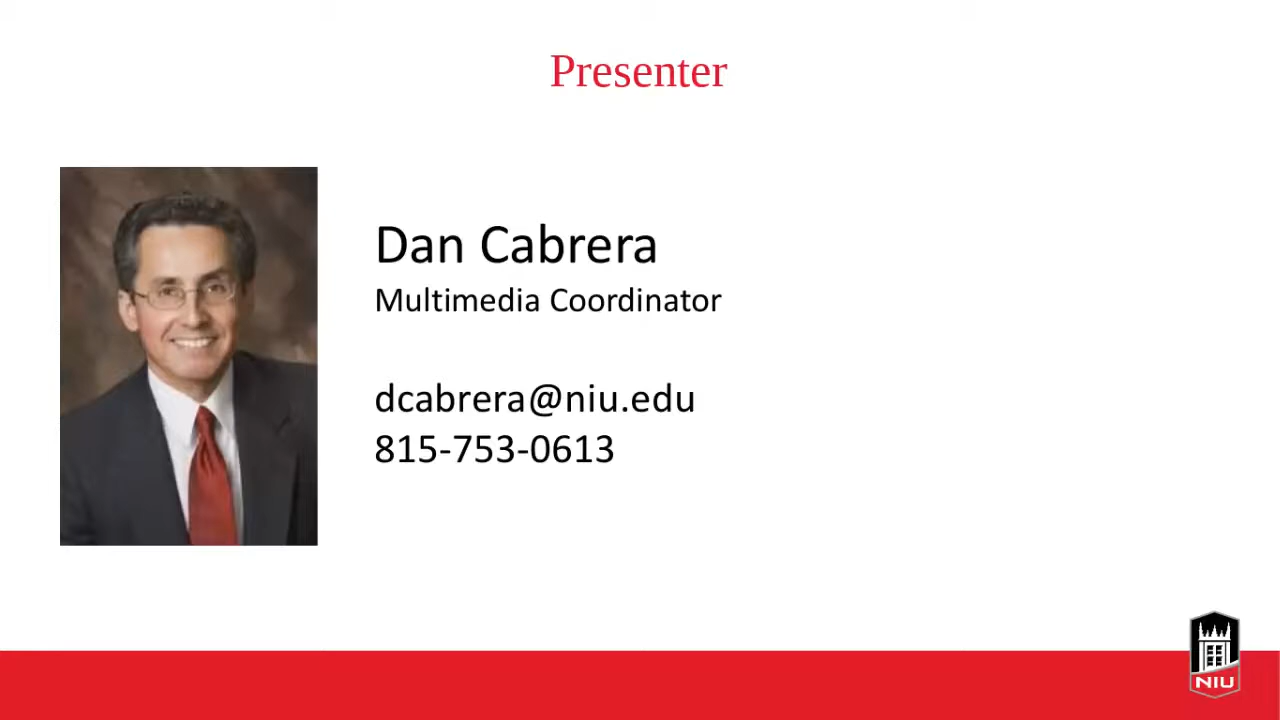 Presenter
Dan Cabrera
Multimedia Coordinator
dcabrera@niu.edu
815-753-0613
NIU